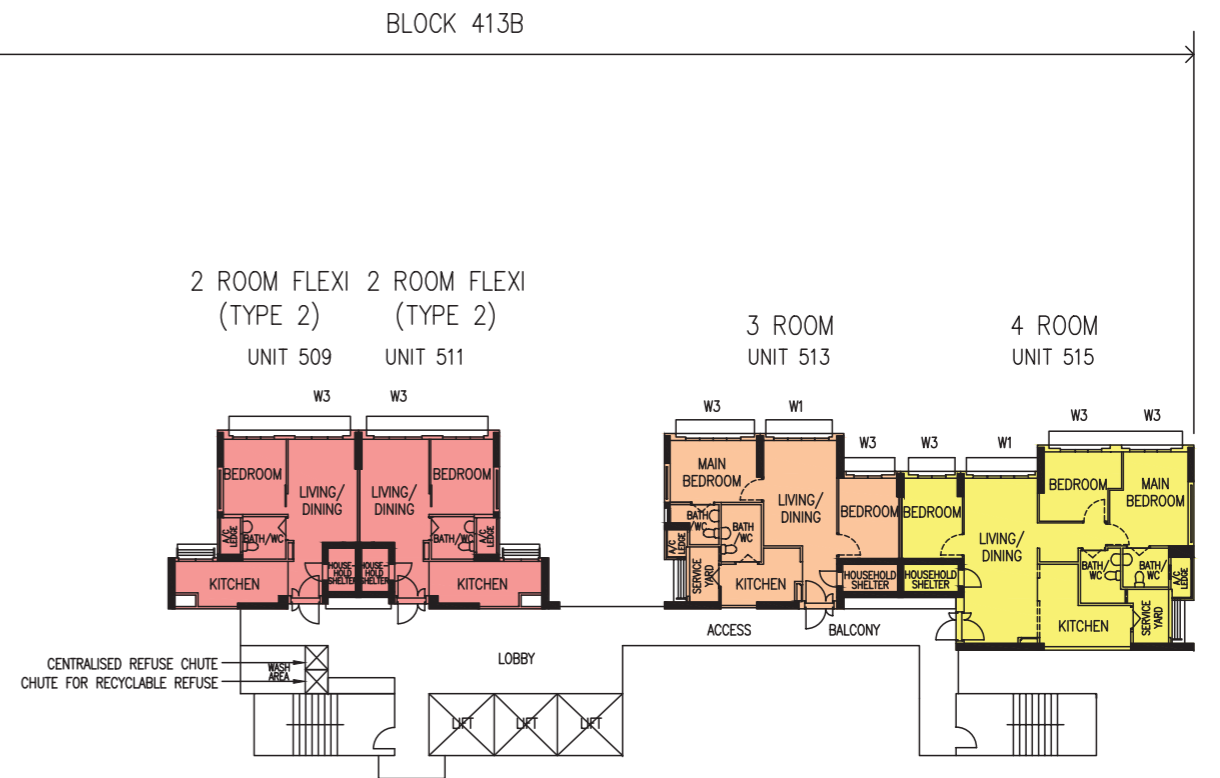 BLOCK 413B
2 ROOM FLEXI
(TYPE 2)
UNIT 509
2 ROOM FLEXI
(TYPE 2)
UNIT 511
3 ROOM
UNIT 513
4 ROOM
UNIT 515
W3
W3
W3
W1
W3
W3
W1
W3
W3
BEDROOM
LIVING/
DINING
BATH/WC
A/C
LEDGE
HOUSE-
HOLD
SHELTER
KITCHEN
LIVING/
DINING
BEDROOM
BATH/WC
A/C
LEDGE
HOUSE-
HOLD
SHELTER
KITCHEN
MAIN
BEDROOM
LIVING/
DINING
BEDROOM
BATH/
WC
BATH
/WC
A/C
LEDGE
SERVICE
YARD
KITCHEN
HOUSEHOLD
SHELTER
BEDROOM
HOUSEHOLD
SHELTER
LIVING/
DINING
BEDROOM
MAIN
BEDROOM
BATH/
WC
BATH/
WC
A/C
LEDGE
SERVICE
YARD
KITCHEN
ACCESS
BALCONY
LOBBY
CENTRALISED REFUSE CHUTE
CHUTE FOR RECYCLABLE REFUSE
WASH
AREA
LIFT
LIFT
LIFT